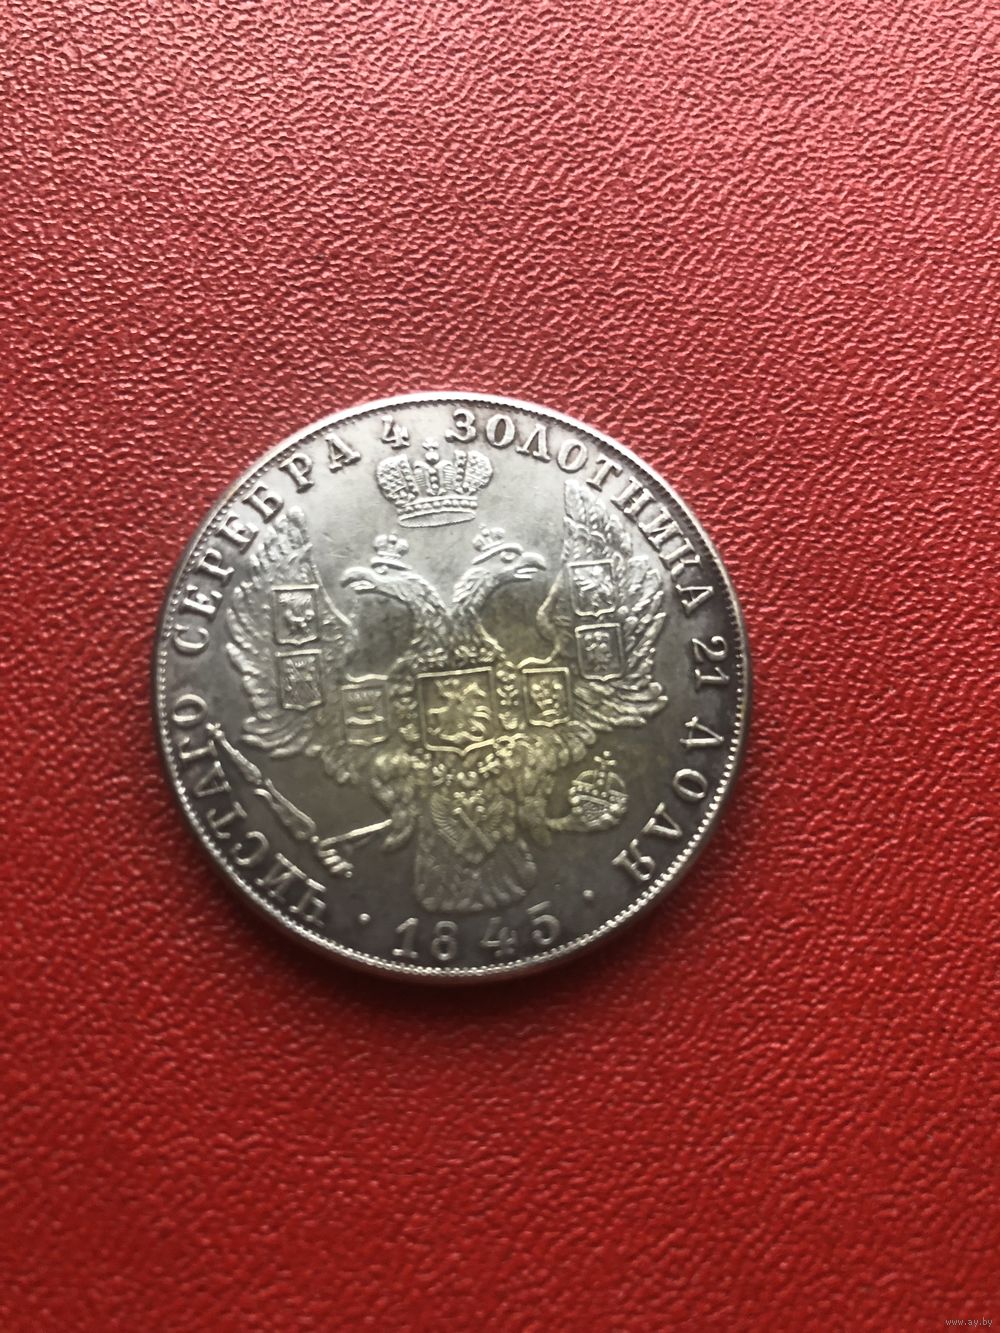 ЧИСТАГО СЕРЕБРА 4 ЗОЛОТНИКА 21 ДОЛЯ
· 1845 ·
www.ay.by